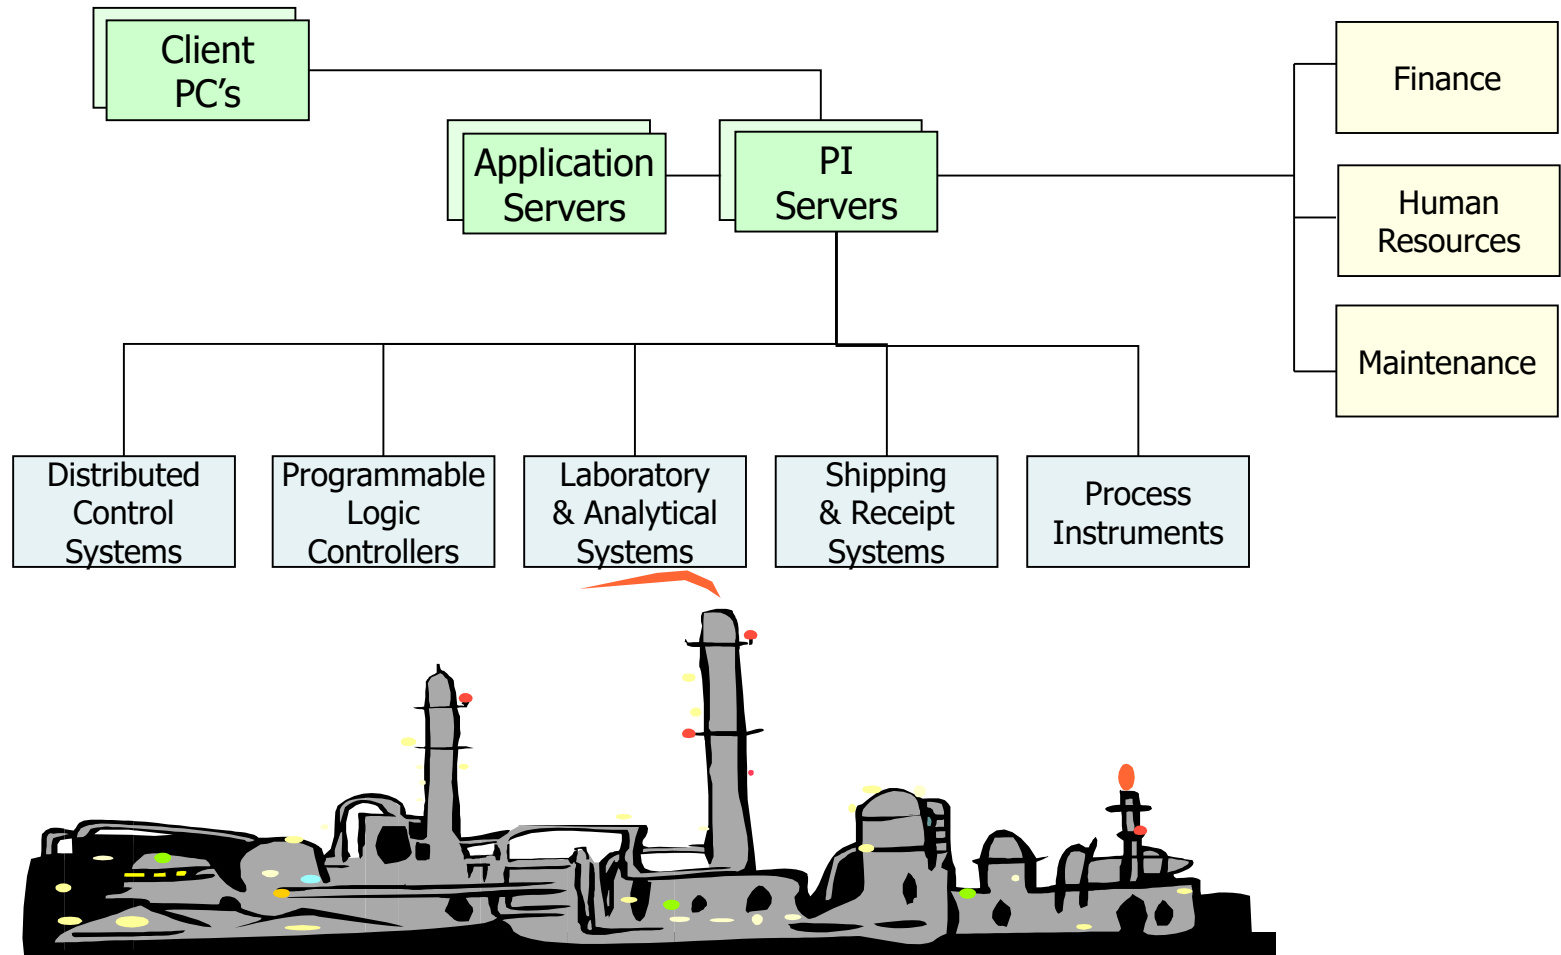 Client
PC’s
Application
Servers
PI
Servers
Finance
Human
Resources
Maintenance
Distributed
Control
Systems
Programmable
Logic
Controllers
Laboratory
& Analytical
Systems
Shipping
& Receipt
Systems
Process
Instruments